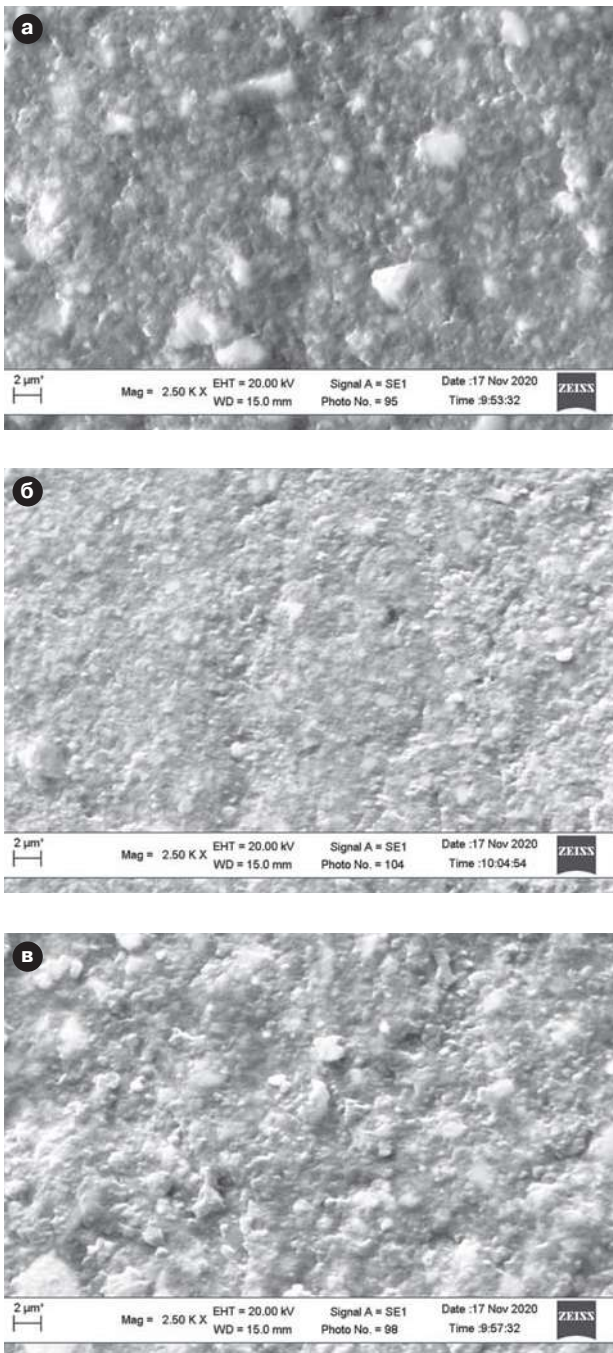 а
2 µm*
Mag = 2.50 K X
EHT = 20.00 kV
WD = 15.0 mm
Signal A = SE1
Photo No. = 95
Date :17 Nov 2020
Time :9:53:32
ZEISS
б
2 µm*
Mag = 2.50 K X
EHT = 20.00 kV
WD = 15.0 mm
Signal A = SE1
Photo No. = 104
Date :17 Nov 2020
Time :10:04:54
ZEISS
в
2 µm*
Mag = 2.50 K X
EHT = 20.00 kV
WD = 15.0 mm
Signal A = SE1
Photo No. = 98
Date :17 Nov 2020
Time :9:57:32
ZEISS